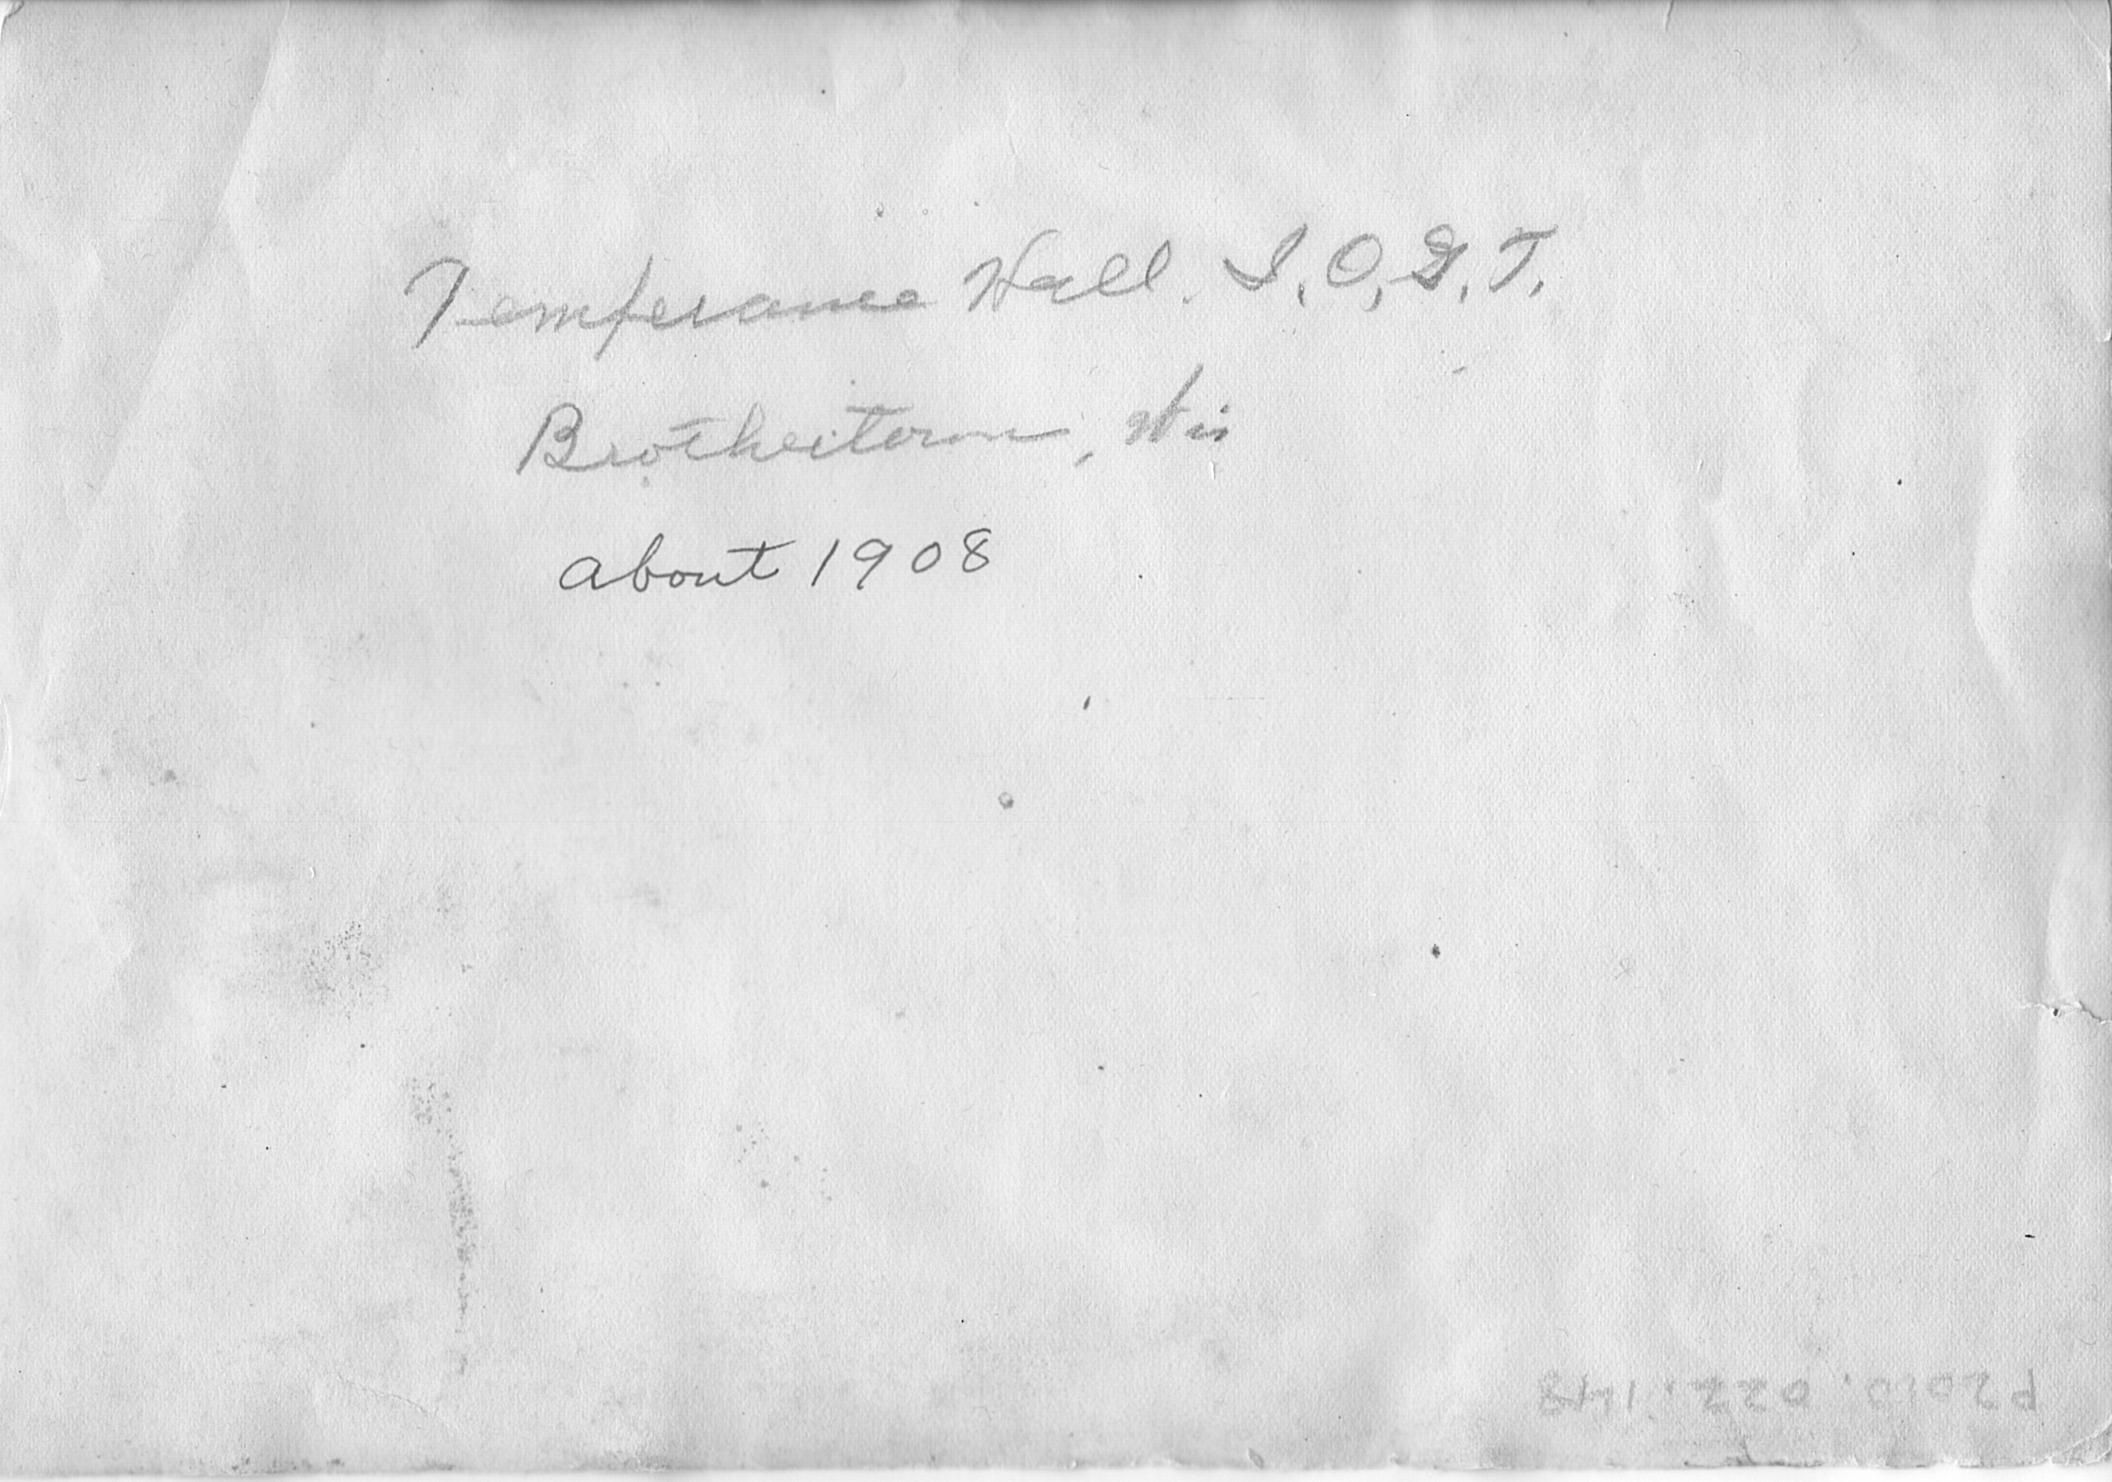 Temperance Hall. I.O.G.T.
Brothertown, Wis
about 1908
P2010.022.148